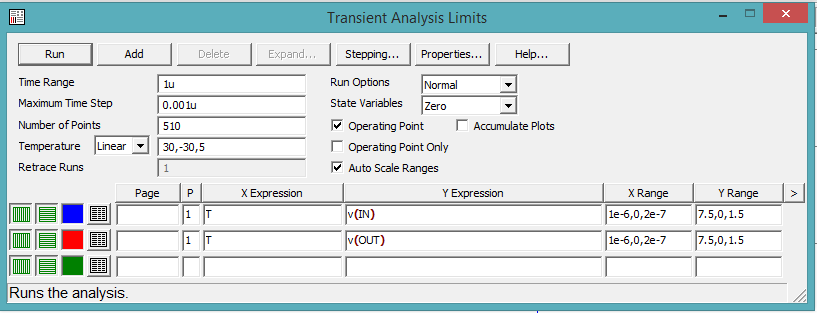 Transient Analysis Limits
Run Add Delete Expand... Stepping... Properties... Help...
Time Range 1u Run Options Normal
Maximum Time Step 0.001u State Variables Zero
Number of Points 510 Operating Point Accumulate Plots
Temperature Linear 30,-30,5 Operating Point Only
Retrace Runs 1 Auto Scale Ranges
Page P X Expression Y Expression X Range Y Range >
1 T v(IN) 1e-6,0,2e-7 7.5,0,1.5
1 T v(OUT) 1e-6,0,2e-7 7.5,0,1.5
Runs the analysis.